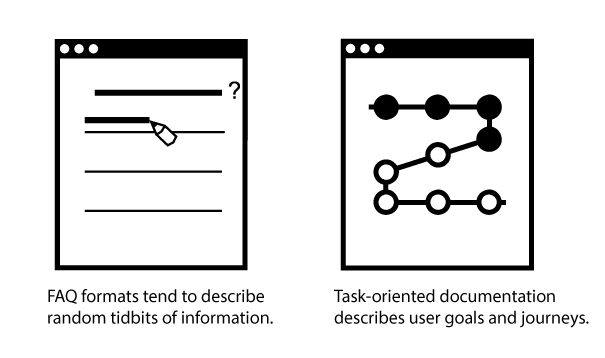 ?
FAQ formats tend to describe
random tidbits of information.
Task-oriented documentation
describes user goals and journeys.